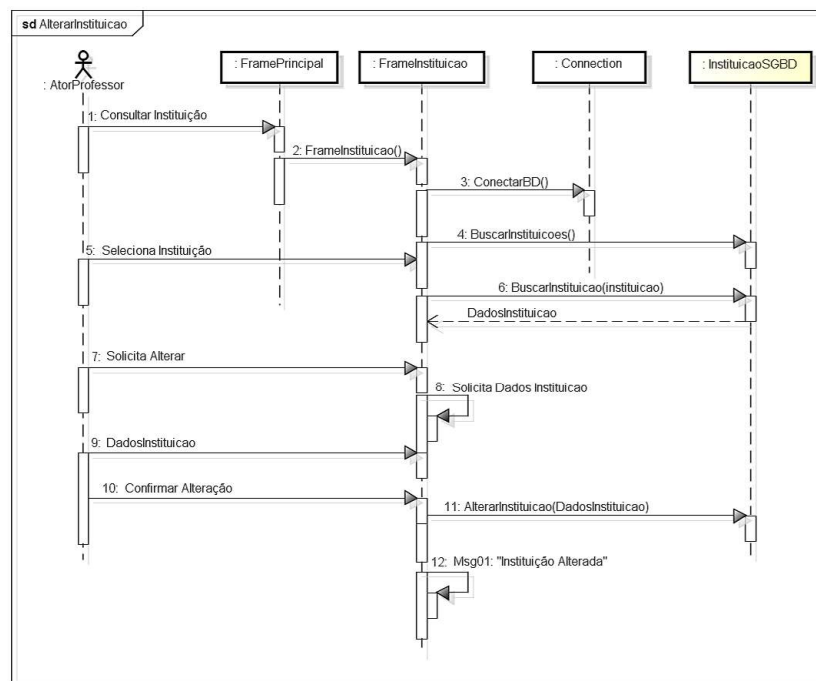 sd AlterarInstituicao
: AtorProfessor
: FramePrincipal
: FrameInstituicao
: Connection
: InstituicaoSGBD
1: Consultar Instituição
2: FrameInstituicao()
3: ConectarBD()
4: BuscarInstituicoes()
5: Seleciona Instituição
6: BuscarInstituicao(instituicao)
DadosInstituicao
7: Solicita Alterar
8: Solicita Dados Instituicao
9: DadosInstituicao
10: Confirmar Alteração
11: AlterarInstituicao(DadosInstituicao)
12: Msg01: "Instituição Alterada"